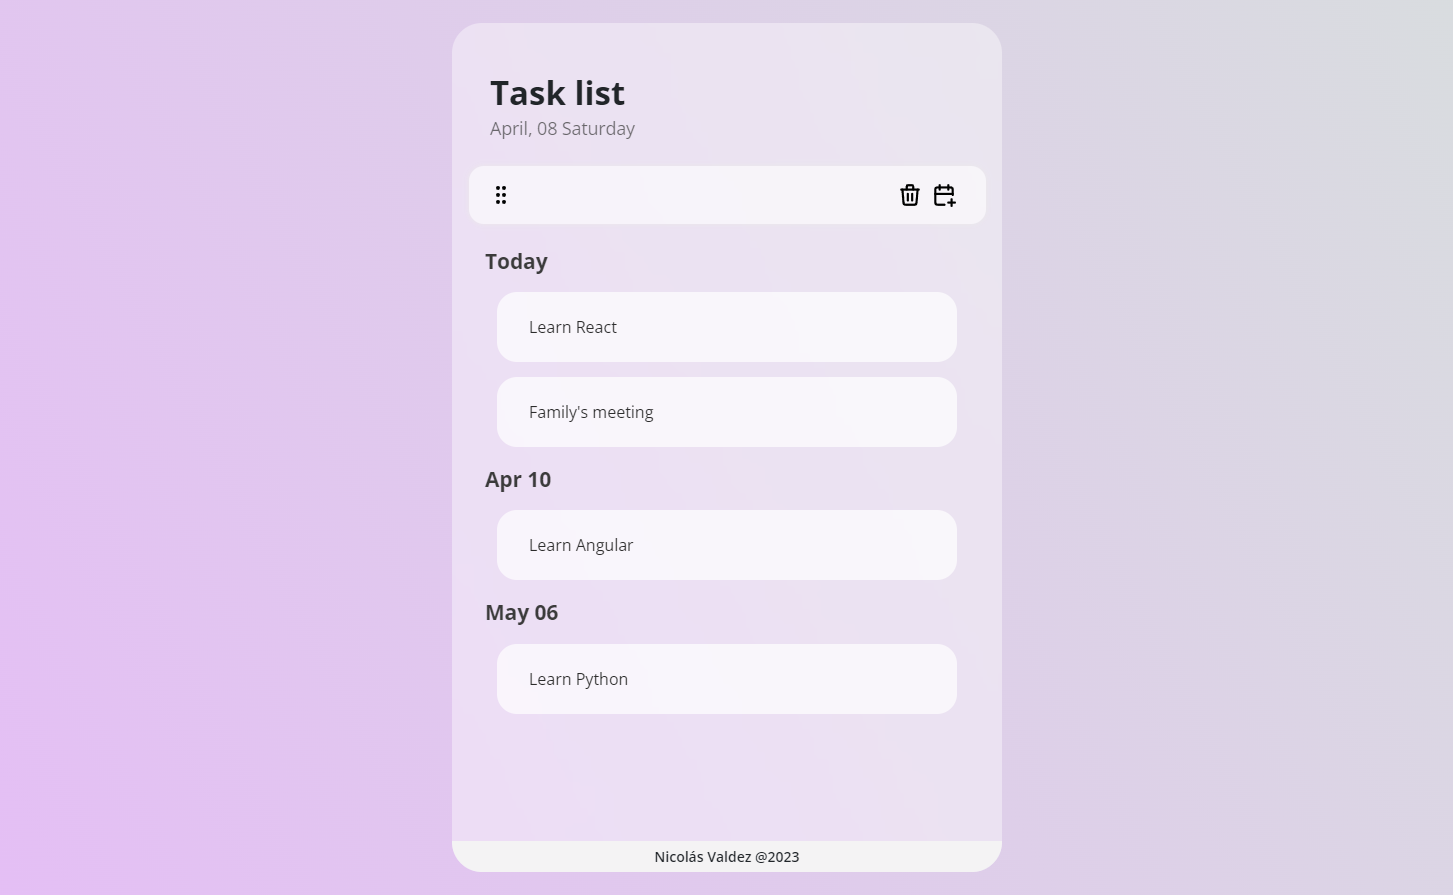 Task list
April, 08 Saturday
Today
Learn React
Family's meeting
Apr 10
Learn Angular
May 06
Learn Python
Nicolás Valdez @2023